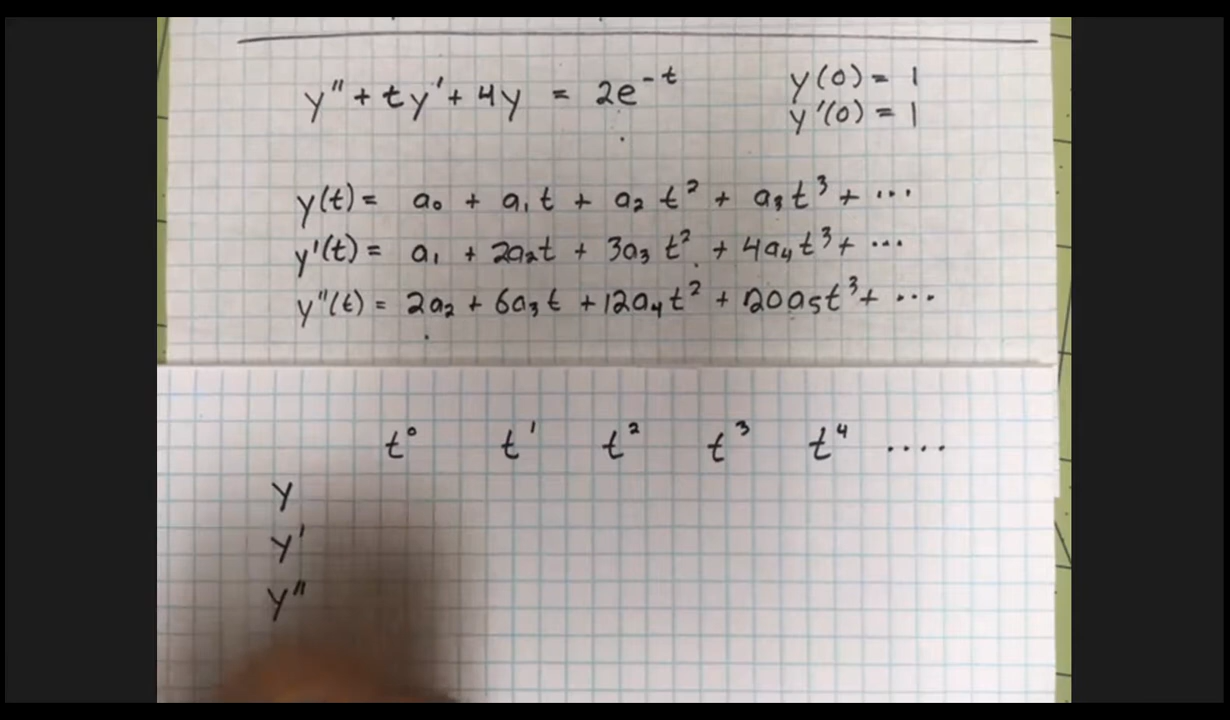 y'' + ty' + 4y = 2e^-t y(0) = 1
y'(0) = 1
y(t) = a₀ + a₁t + a₂t² + a₃t³ + ...
y'(t) = a₁ + 2a₂t + 3a₃t² + 4a₄t³ + ...
y''(t) = 2a₂ + 6a₃t + 12a₄t² + 20a₅t³ + ...
t⁰ t¹ t² t³ t⁴ ....
y
y'
y''